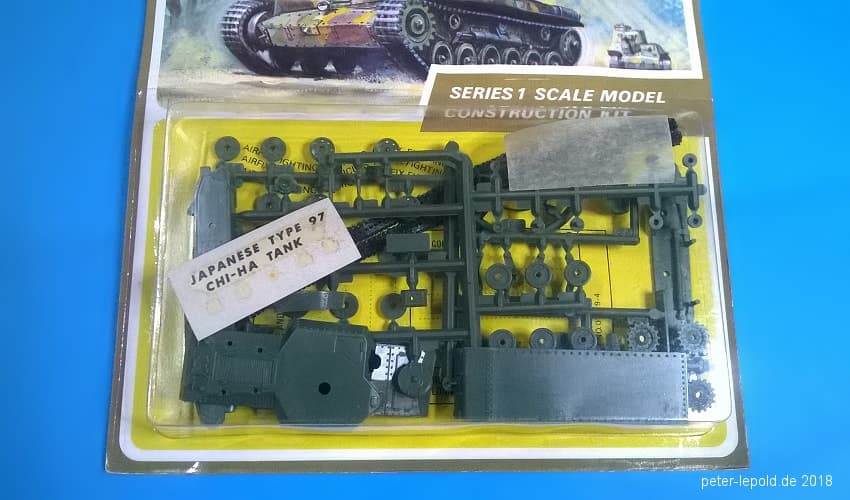 SERIES 1 SCALE MODEL
CONSTRUCTION KIT
JAPANESE TYPE 97
CHI-HA TANK
peter-lepold.de 2018